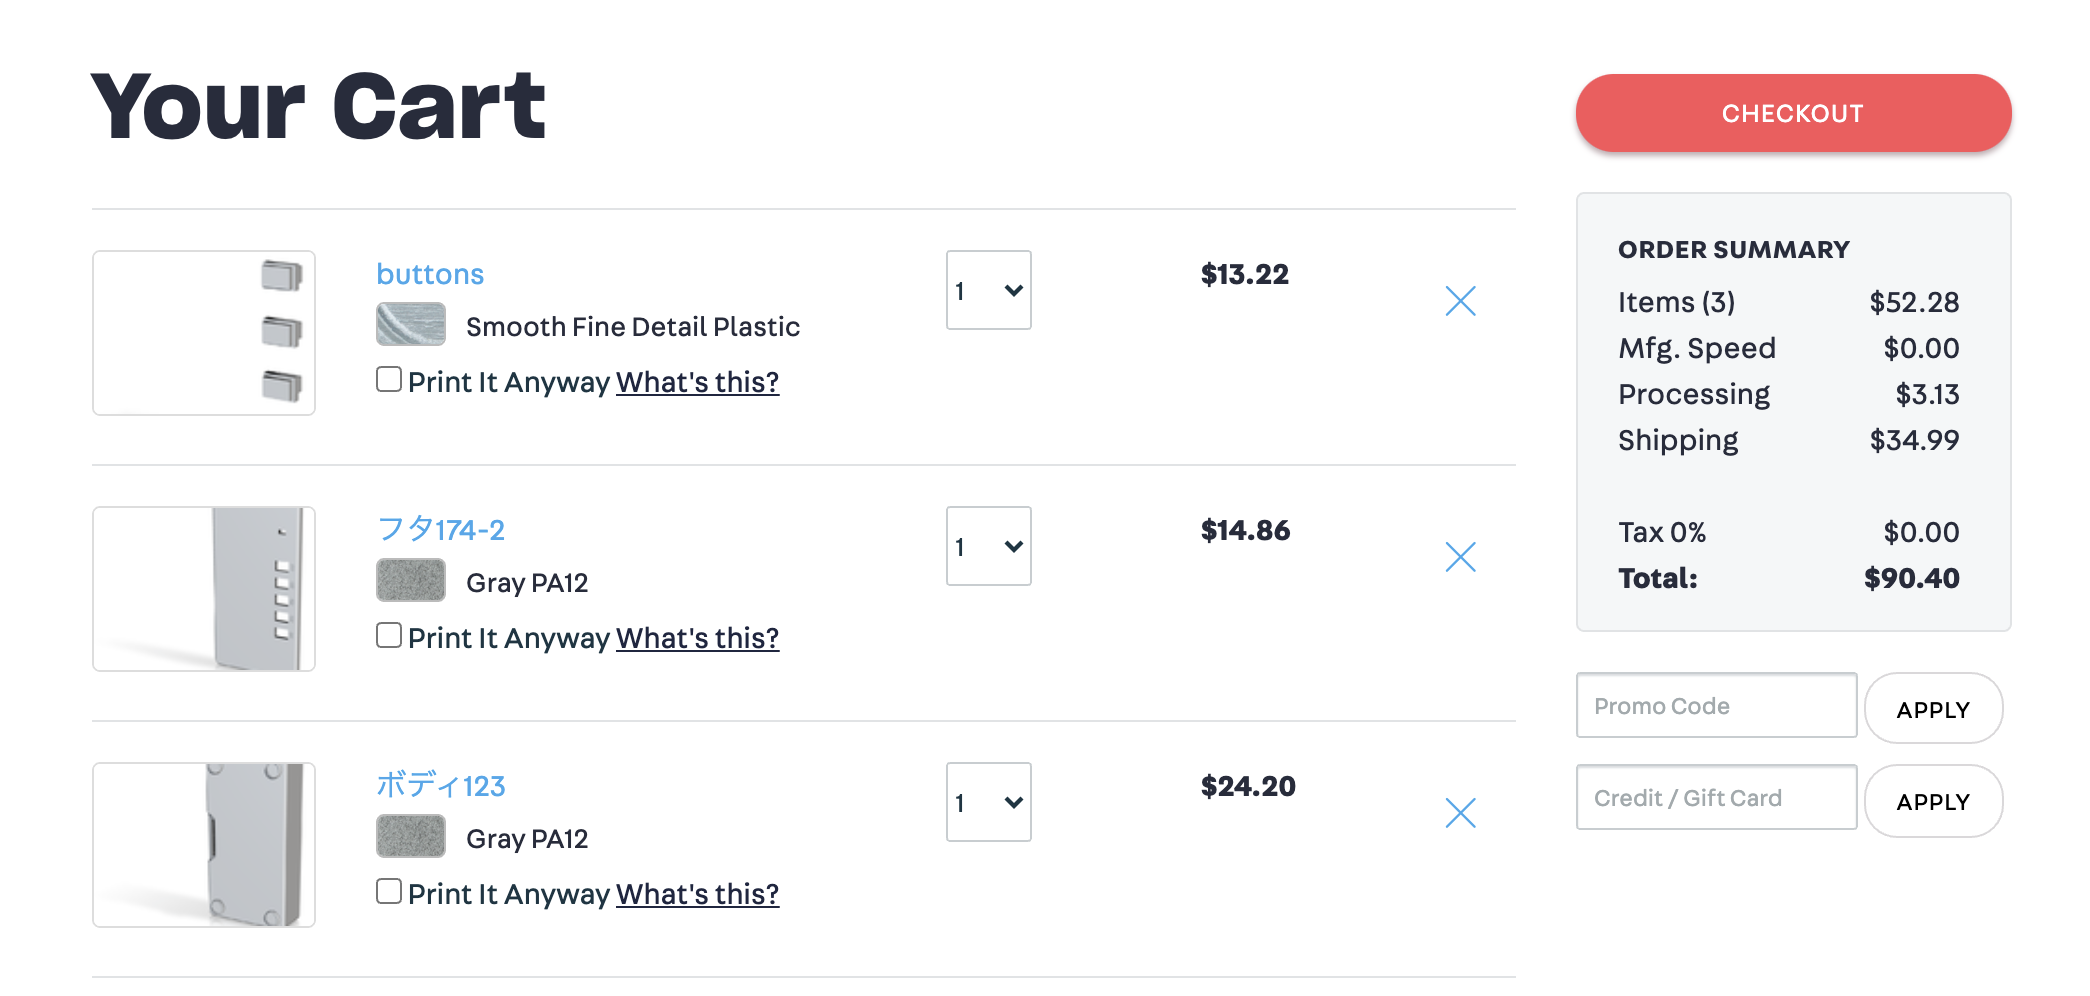 Your Cart
buttons
Smooth Fine Detail Plastic
Print It Anyway What's this?
1
$13.22
フタ174-2
Gray PA12
Print It Anyway What's this?
1
$14.86
ボディ123
Gray PA12
Print It Anyway What's this?
1
$24.20
CHECKOUT
ORDER SUMMARY
Items (3) $52.28
Mfg. Speed $0.00
Processing $3.13
Shipping $34.99
Tax 0% $0.00
Total: $90.40
Promo Code APPLY
Credit / Gift Card APPLY